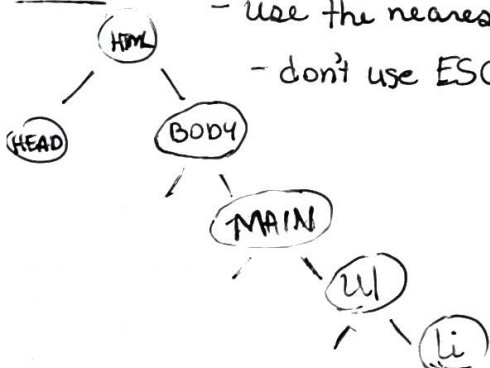 - use the neares
HTML
- don't use ESC
HEAD
BODY
MAIN
Ul
Li